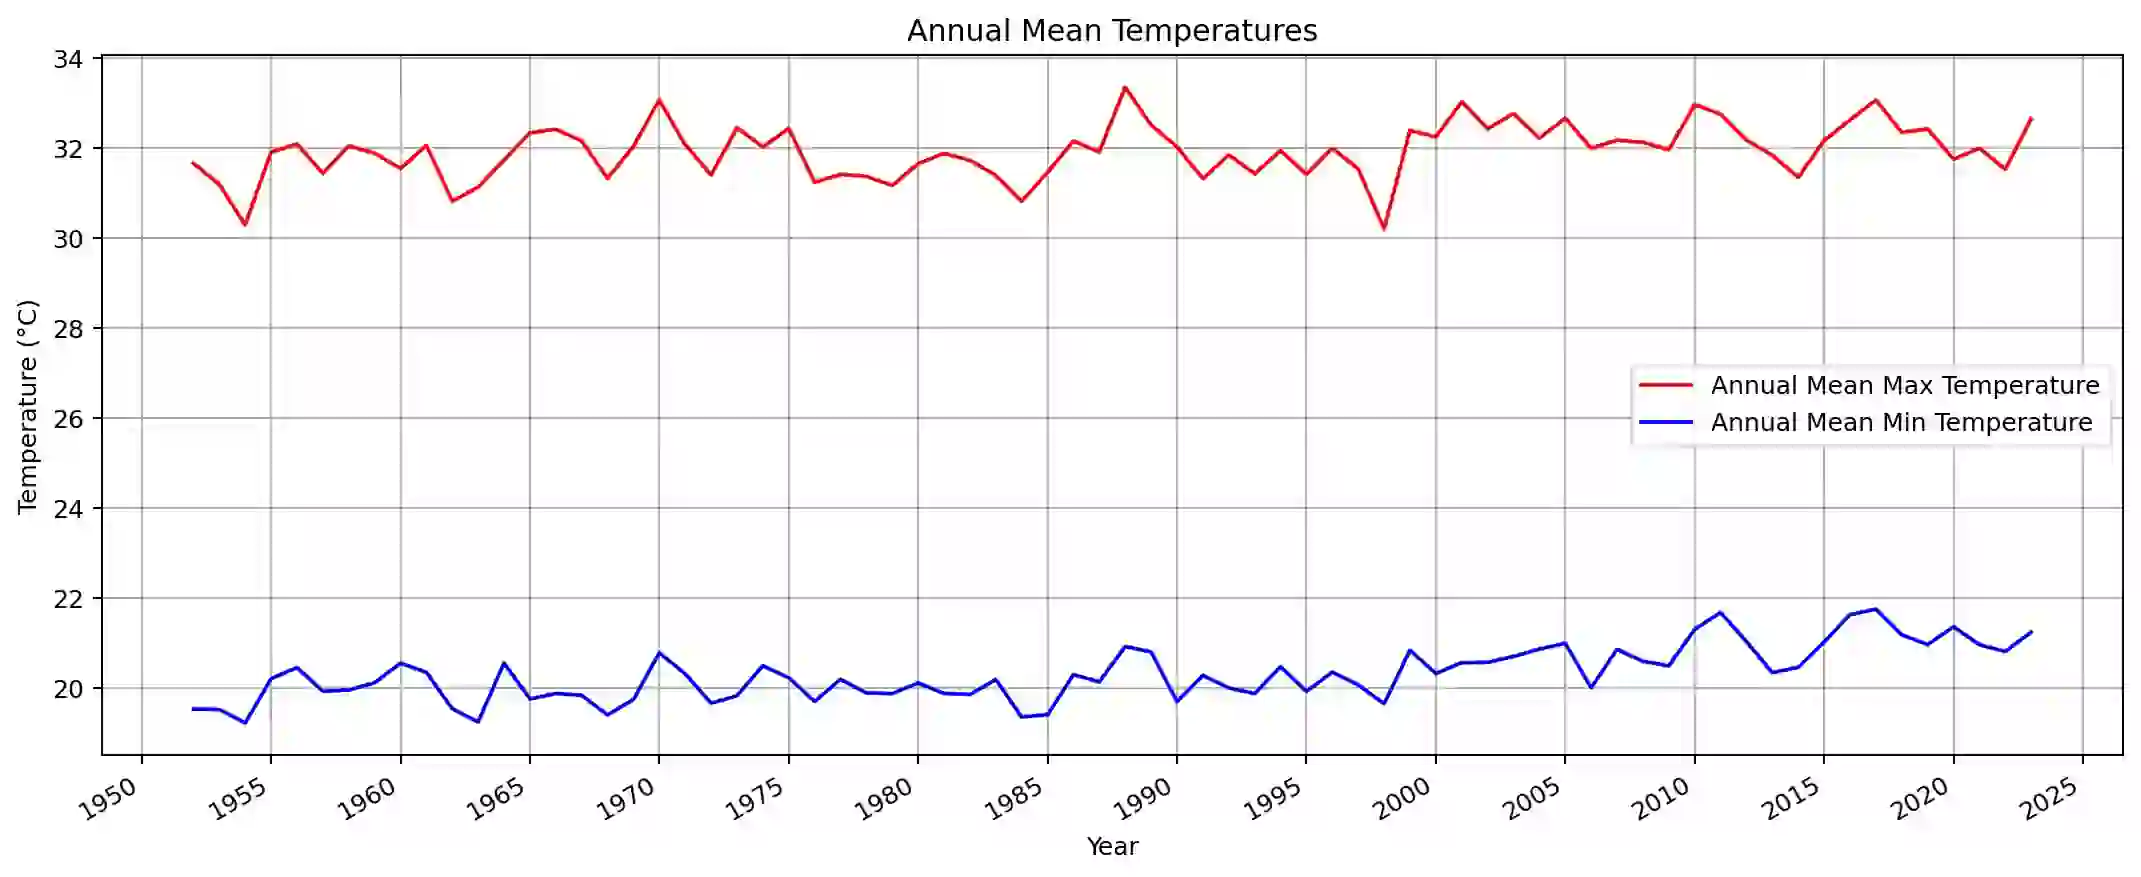 Annual Mean Temperatures
34
32
30
28
26
24
22
20
Temperature (°C)
Annual Mean Max Temperature
Annual Mean Min Temperature
1950 1955 1960 1965 1970 1975 1980 1985 1990 1995 2000 2005 2010 2015 2020 2025
Year